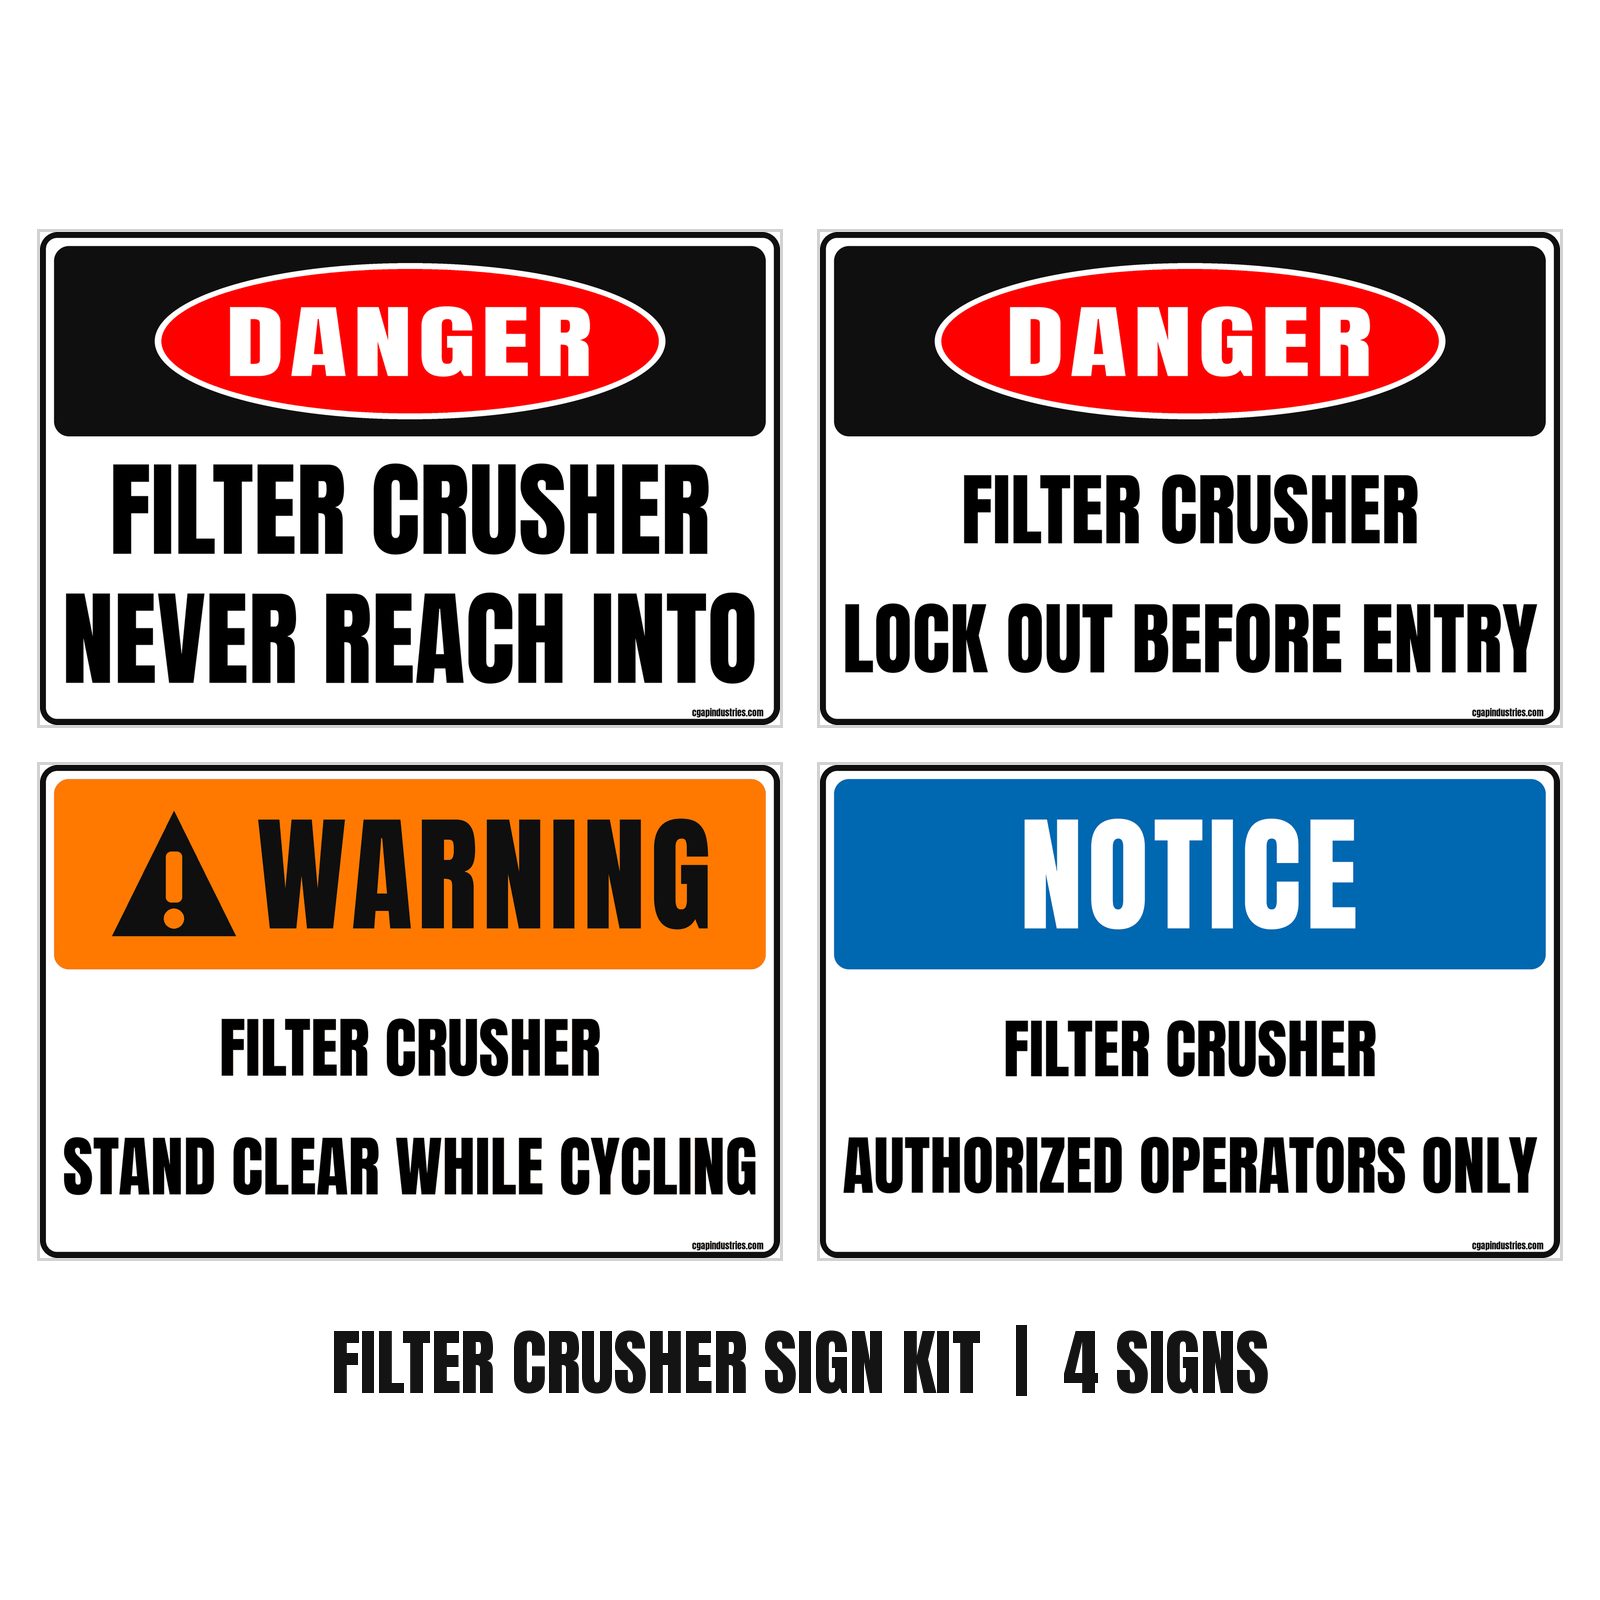 DANGER
FILTER CRUSHER
NEVER REACH INTO
cgapindustries.com
DANGER
FILTER CRUSHER
LOCK OUT BEFORE ENTRY
cgapindustries.com
WARNING
FILTER CRUSHER
STAND CLEAR WHILE CYCLING
cgapindustries.com
NOTICE
FILTER CRUSHER
AUTHORIZED OPERATORS ONLY
cgapindustries.com
FILTER CRUSHER SIGN KIT | 4 SIGNS